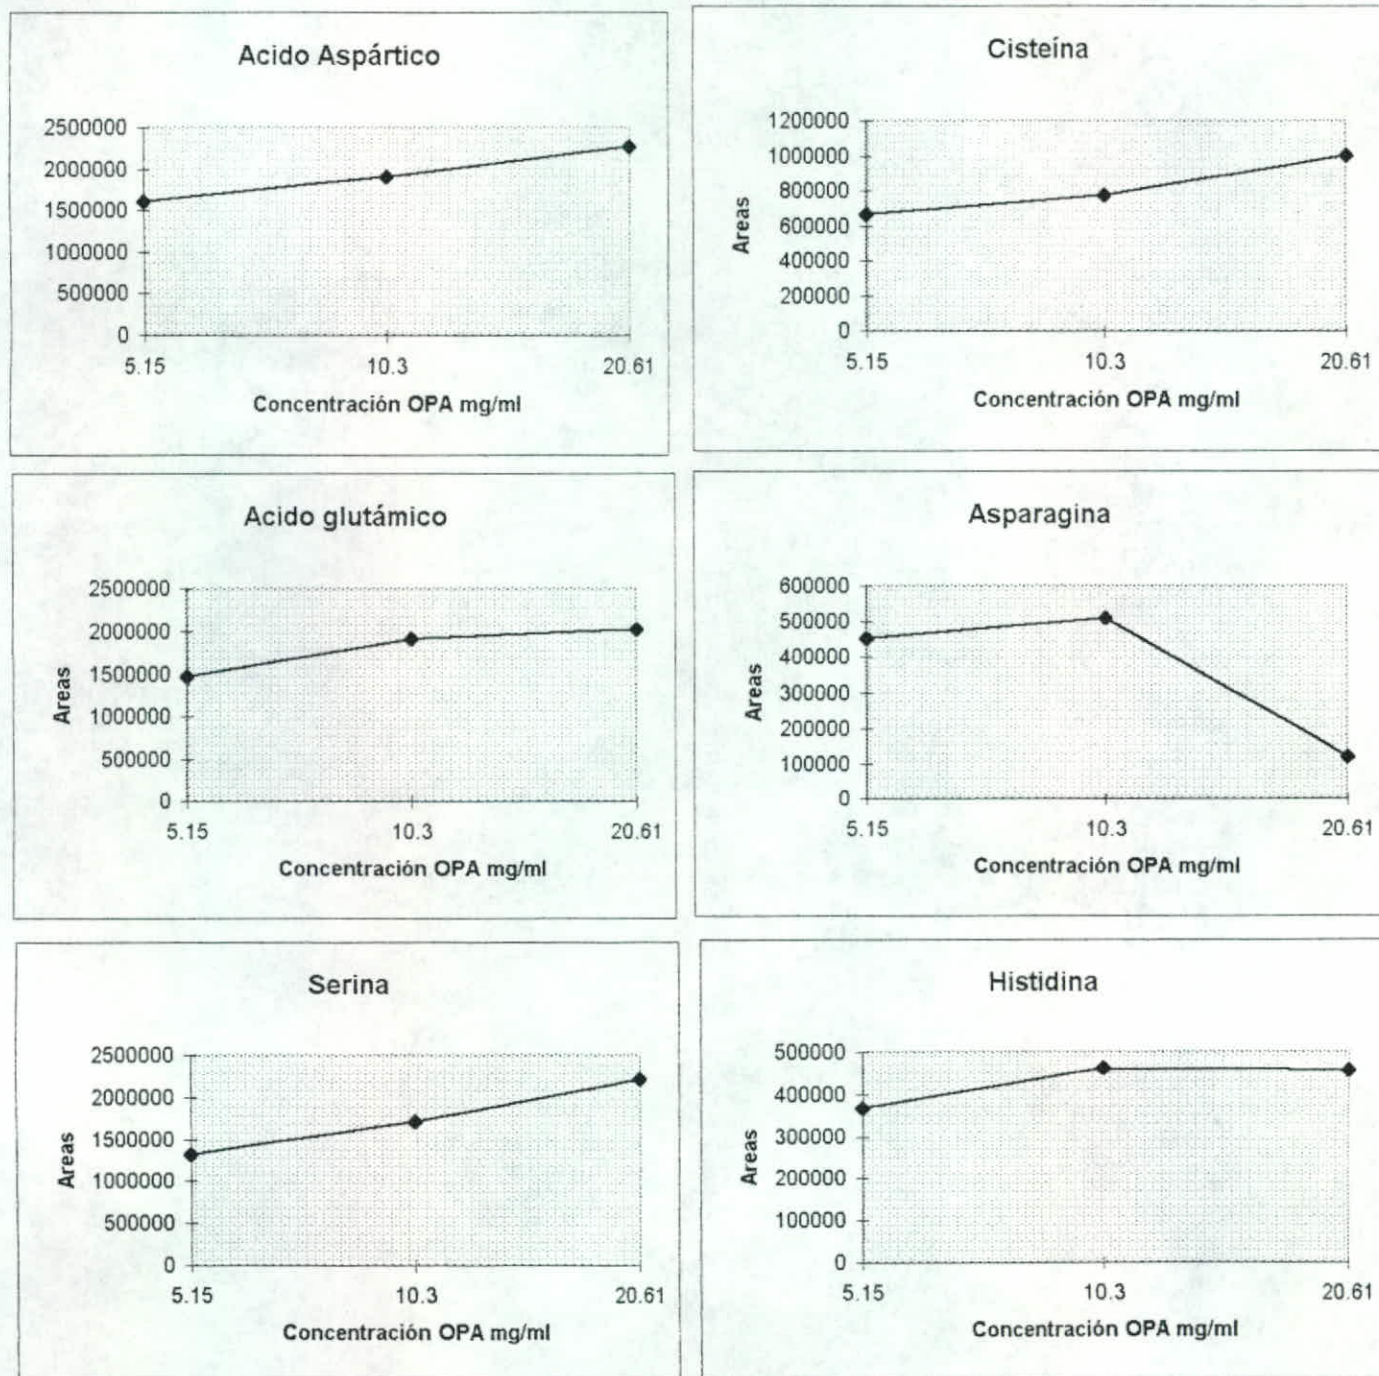 Acido Aspártico
2500000
2000000
1500000
1000000
500000
0
5.15 10.3 20.61
Concentración OPA mg/ml
Cisteína
Areas
1200000
1000000
800000
600000
400000
200000
0
5.15 10.3 20.61
Concentración OPA mg/ml
Acido glutámico
Areas
2500000
2000000
1500000
1000000
500000
0
5.15 10.3 20.61
Concentración OPA mg/ml
Asparagina
Areas
600000
500000
400000
300000
200000
100000
0
5.15 10.3 20.61
Concentración OPA mg/ml
Serina
Areas
2500000
2000000
1500000
1000000
500000
0
5.15 10.3 20.61
Concentración OPA mg/ml
Histidina
Areas
500000
400000
300000
200000
100000
0
5.15 10.3 20.61
Concentración OPA mg/ml